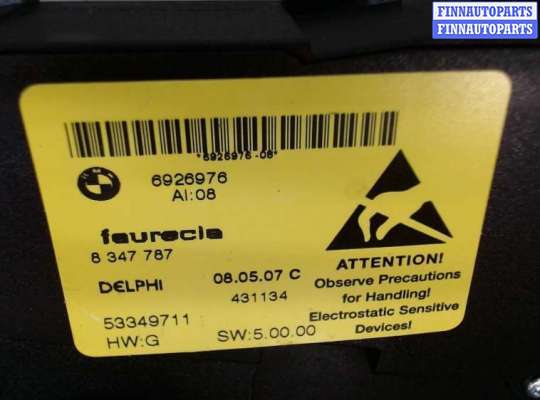 FINNAUTOPARTS
FINNAUTOPARTS
*6926976-08*
BMW
6926976
AI:08
faurecia
8 347 787
DELPHI
08.05.07 C
431134
53349711
HW:G
SW:5.00.00
ATTENTION!
Observe Precautions
for Handling!
Electrostatic Sensitive
Devices!